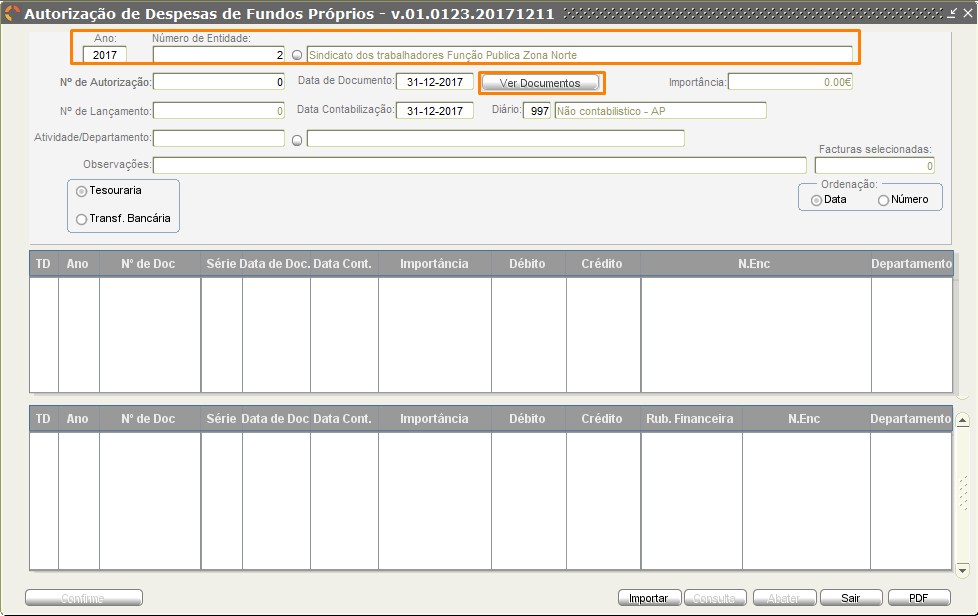 Autorização de Despesas de Fundos Próprios - v.01.0123.20171211
Ano: Número de Entidade:
2017 2 Sindicato dos trabalhadores Função Publica Zona Norte
Nº de Autorização: 0 Data de Documento: 31-12-2017 Ver Documentos Importância: 0.00€
Nº de Lançamento: 0 Data Contabilização: 31-12-2017 Diário: 997 Não contabilistico - AP
Atividade/Departamento:
Facturas selecionadas:
Observações: 0
Ordenação:
Tesouraria
Data Número
Transf. Bancária
TD Ano Nº de Doc Série Data de Doc. Data Cont. Importância Débito Crédito N.Enc Departamento
TD Ano Nº de Doc Série Data de Doc Data Cont. Importância Débito Crédito Rub. Financeira N.Enc Departamento
Confirme Importar Consulta Abater Sair PDF